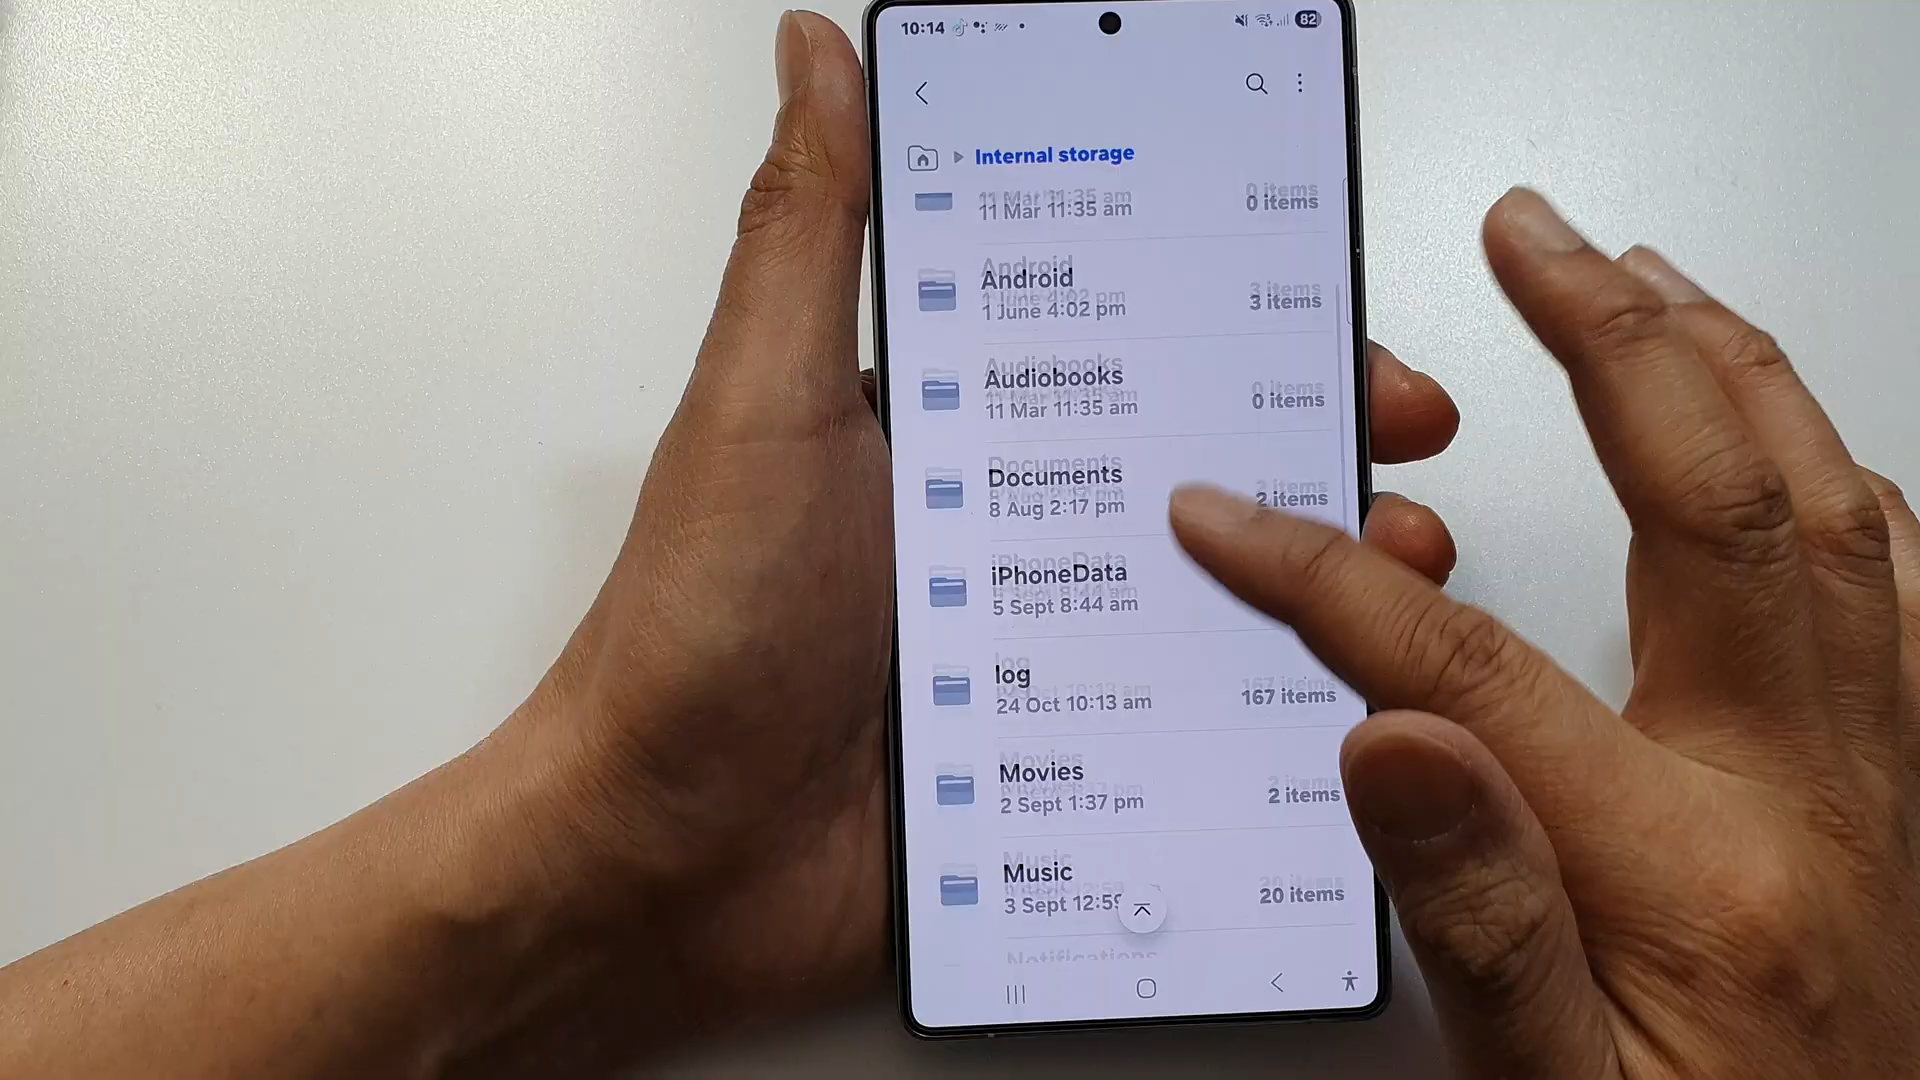 10:14
82
Internal storage
11 Mar 11:35 am
0 items
Android
1 June 4:02 pm
3 items
Audiobooks
11 Mar 11:35 am
0 items
Documents
8 Aug 2:17 pm
2 items
iPhoneData
5 Sept 8:44 am
log
24 Oct 10:13 am
167 items
Movies
2 Sept 1:37 pm
2 items
Music
3 Sept 12:59
20 items
Notifications